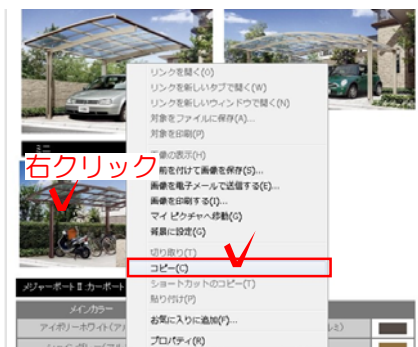 リンクを開く(O)
リンクを新しいタブで開く(W)
リンクを新しいウィンドウで開く(N)
対象をファイルに保存(A)...
対象を印刷(P)
ミニ
画像の表示(H)
右クリック
前を付けて画像を保存(S)...
画像を電子メールで送信する(E)...
画像を印刷する(I)...
マイ ピクチャへ移動(G)
背景に設定(G)
切り取り(T)
コピー(C)
ショートカットのコピー(T)
貼り付け(P)
メジャーポートⅡ カーポート
メインカラー
お気に入りに追加(F)...
アイボリーホワイト(ア
プロパティ(R)